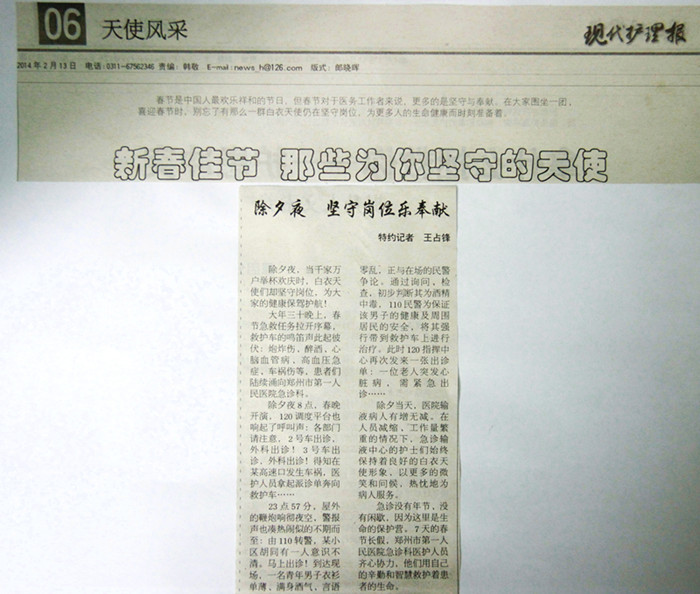 06 天使风采
现代护理报
2014年2月13日 电话:0311-67562346 责编:韩敬 E-mail:news_h@126.com 版式:郎晓辉
春节是中国人最欢乐祥和的节日,但春节对于医务工作者来说,更多的是坚守与奉献。在大家围坐一团,
喜迎春节时,别忘了有那么一群白衣天使仍在坚守岗位,为更多人的生命健康而时刻准备着。
新春佳节 那些为你坚守的天使
除夕夜 坚守岗位乐奉献
特约记者 王占锋
除夕夜,当千家万
户举杯欢庆时,白衣天
使们却坚守岗位,为大
家的健康保驾护航!
大年三十晚上,春
节急救任务拉开序幕,
救护车的鸣笛声此起彼
伏:炮炸伤,醉酒,心
脑血管病,高血压急
症,车祸伤等,患者们
陆续涌向郑州市第一人
民医院急诊科。
除夕夜8点,春晚
开演,120调度平台也
响起了呼叫声:各部门
请注意,2号车出诊,
外科出诊!3号车出
诊,外科出诊!得知在
某高速口发生车祸,医
护人员拿起派诊单奔向
救护车……
23点57分,屋外
的鞭炮响彻夜空,警报
声也凑热闹似的不期而
至:由110转警,某小
区胡同有一人意识不
清。马上出诊!到达现
场,一名青年男子衣衫
单薄,满身酒气,言语
零乱,正与在场的民警
争论。通过询问、检
查,初步判断其为酒精
中毒,110民警为保证
该男子的健康及周围
居民的安全,将其强
行带到救护车上进行
治疗。此时120指挥中
心再次发来一张出诊
单:一位老人突发心
脏病,需紧急出
诊……
除夕当天,医院输
液病人有增无减,在
人员减缩、工作量繁
重的情况下,急诊输
液中心的护士们始终
保持着良好的白衣天
使形象,以更多的微
笑和问候,热忱地为
病人服务。
急诊没有年节,没
有闲歇,因为这里是生
命的保护营。7天的春
节长假,郑州市第一人
民医院急诊科医护人员
齐心协力,他们用自己
的辛勤和智慧救护着患
者的生命。